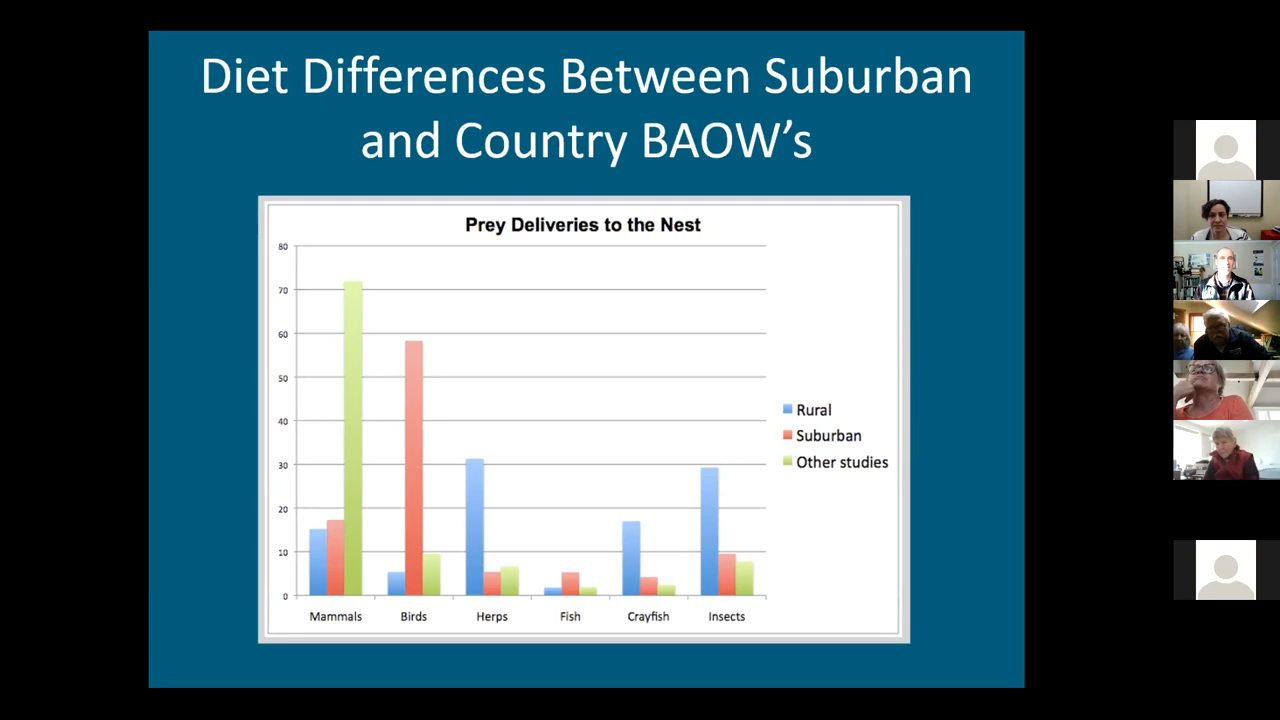 Diet Differences Between Suburban
and Country BAOW's
Prey Deliveries to the Nest
80
70
60
50
40
30
20
10
0
Mammals
Birds
Herps
Fish
Crayfish
Insects
Rural
Suburban
Other studies